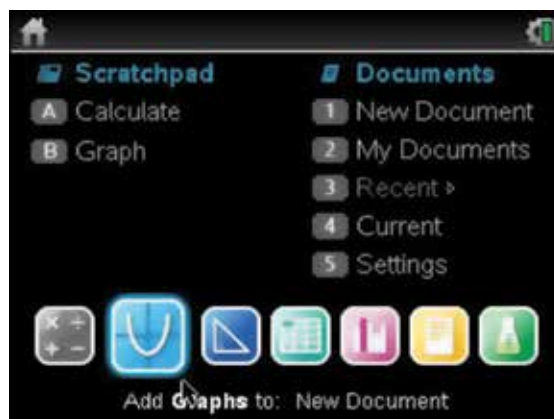 Scratchpad
A Calculate
B Graph
Documents
1 New Document
2 My Documents
3 Recent ▹
4 Current
5 Settings
Add Graphs to: New Document